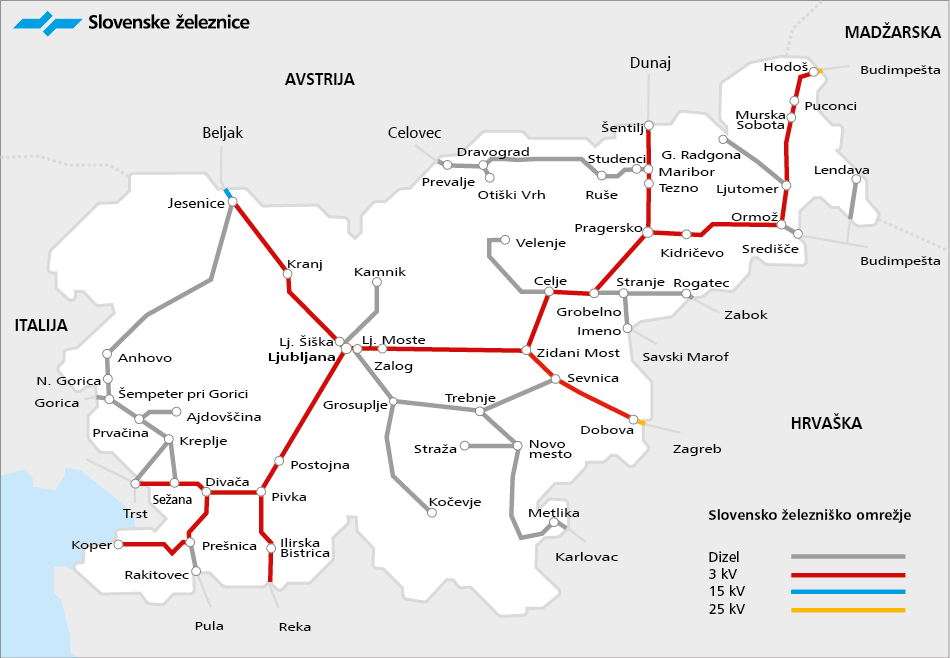 Slovenske železnice
MADŽARSKA
Dunaj
Hodoš
Budimpešta
AVSTRIJA
Puconci
Murska
Sobota
Beljak
Celovec
Šentilj
Dravograd
Studenci
G. Radgona
Maribor
Lendava
Prevalje
Otiški Vrh
Ruše
Tezno
Ljutomer
Jesenice
Pragersko
Ormož
Velenje
Kidričevo
Središče
Budimpešta
Kranj
Kamnik
Celje
Stranje
Rogatec
Grobelno
Zabok
ITALIJA
Imeno
Lj. Šiška
Lj. Moste
Ljubljana
Zidani Most
Savski Marof
Anhovo
Zalog
N. Gorica
Sevnica
Šempeter pri Gorici
Gorica
Grosuplje
Trebnje
Ajdovščina
HRVAŠKA
Prvačina
Kreplje
Dobova
Straža
Novo
mesto
Zagreb
Postojna
Divača
Sežana
Pivka
Kočevje
Trst
Metlika
Slovensko železniško omrežje
Koper
Prešnica
Ilirska
Bistrica
Karlovac
Dizel
Rakitovec
3 kV
15 kV
25 kV
Pula
Reka